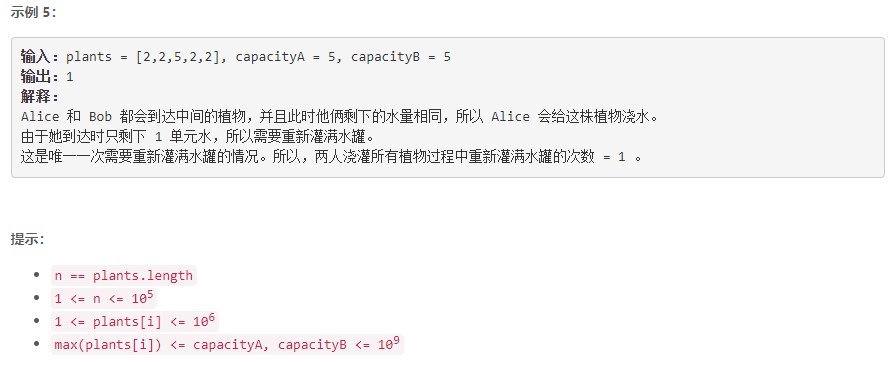 示例 5：
输入：plants = [2,2,5,2,2], capacityA = 5, capacityB = 5
输出：1
解释：
Alice 和 Bob 都会到达中间的植物，并且此时他俩剩下的水量相同，所以 Alice 会给这株植物浇水。
由于她到达时只剩下 1 单元水，所以需要重新灌满水罐。
这是唯一一次需要重新灌满水罐的情况。所以，两人浇灌所有植物过程中重新灌满水罐的次数 = 1 。
提示：
n == plants.length
1 <= n <= 10⁵
1 <= plants[i] <= 10⁶
max(plants[i]) <= capacityA, capacityB <= 10⁹